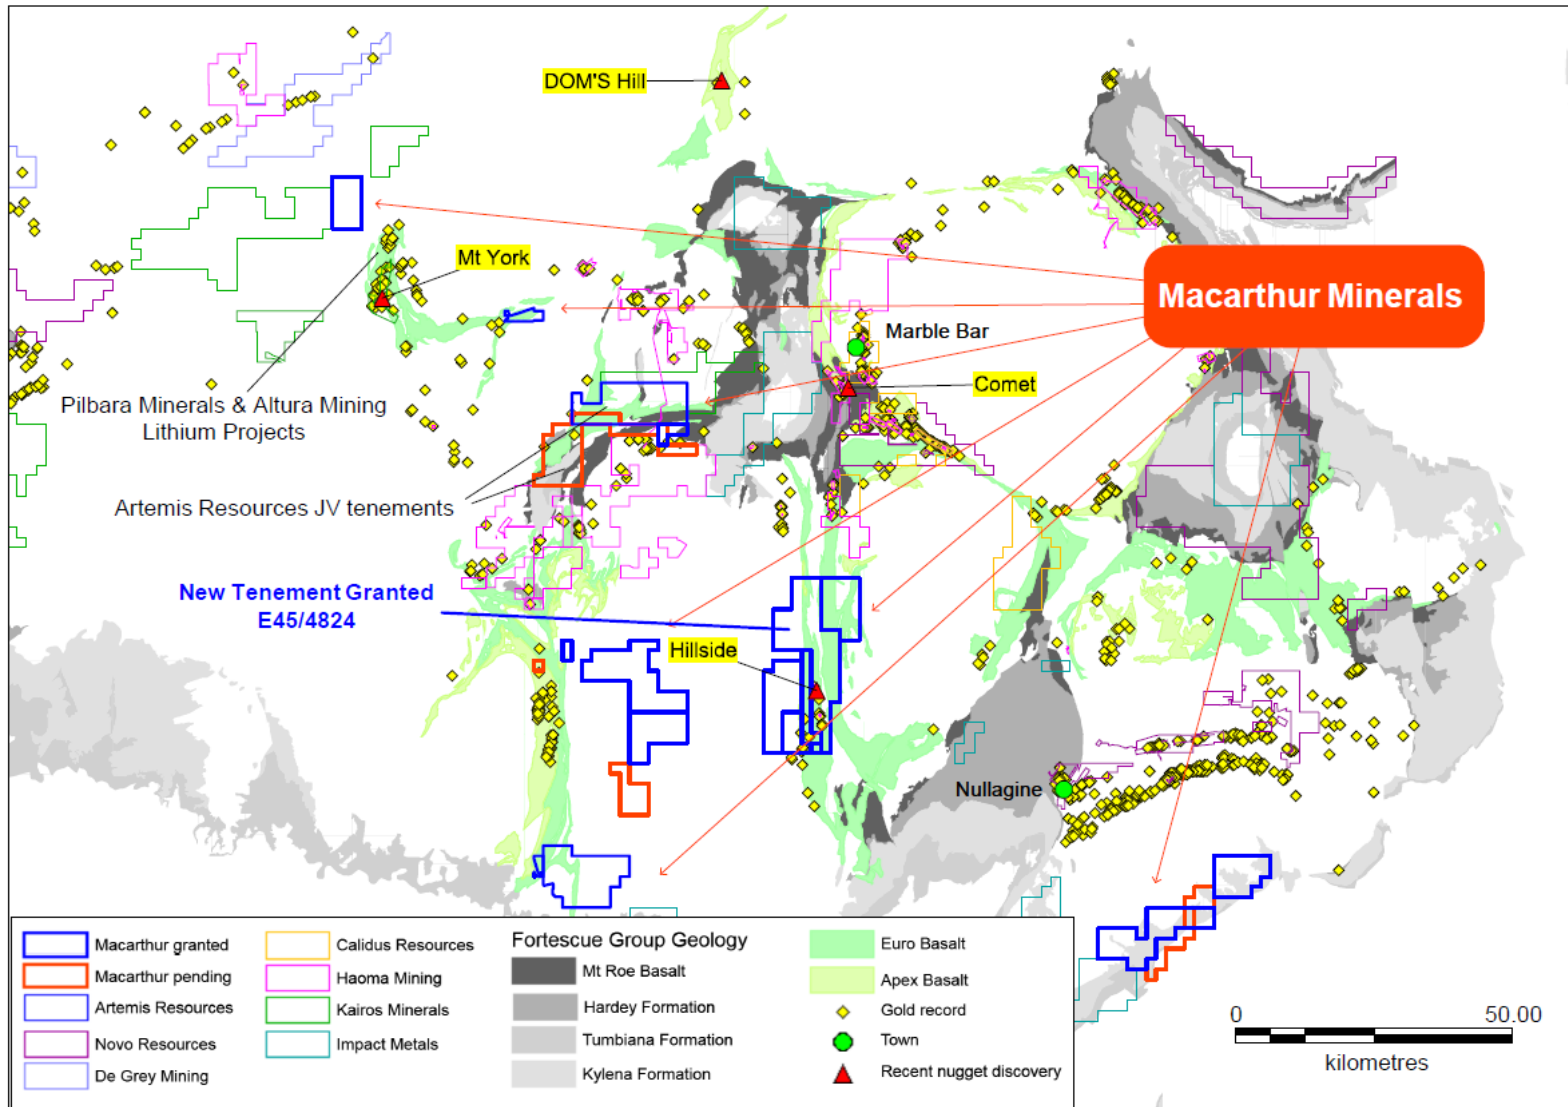 DOM'S Hill
Mt York
Macarthur Minerals
Marble Bar
Comet
Pilbara Minerals & Altura Mining
Lithium Projects
Artemis Resources JV tenements
New Tenement Granted
E45/4824
Hillside
Nullagine
Macarthur granted
Macarthur pending
Artemis Resources
Novo Resources
De Grey Mining
Calidus Resources
Haoma Mining
Kairos Minerals
Impact Metals
Fortescue Group Geology
Mt Roe Basalt
Hardey Formation
Tumbiana Formation
Kylena Formation
Euro Basalt
Apex Basalt
Gold record
Town
Recent nugget discovery
0 50.00
kilometres